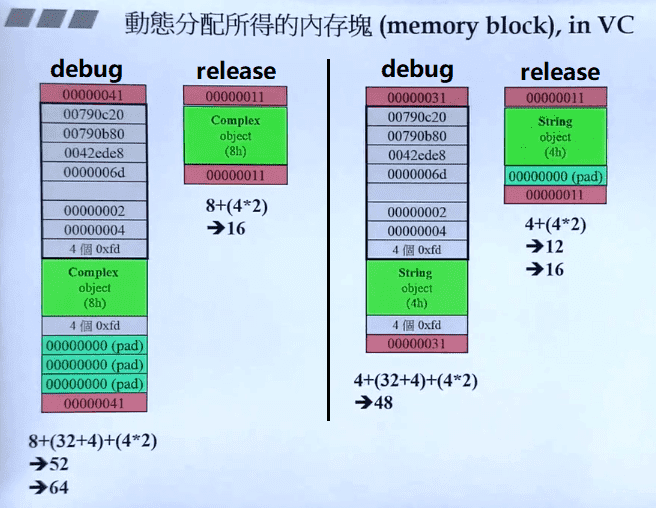 動態分配所得的內存塊 (memory block), in VC
debug
00000041
00790c20
00790b80
0042ede8
0000006d
00000002
00000004
4 個 0xfd
Complex
object
(8h)
4 個 0xfd
00000000 (pad)
00000000 (pad)
00000000 (pad)
00000041
8+(32+4)+(4*2)
➔52
➔64
release
00000011
Complex
object
(8h)
00000011
8+(4*2)
➔16
debug
00000031
00790c20
00790b80
0042ede8
0000006d
00000002
00000004
4 個 0xfd
String
object
(4h)
4 個 0xfd
00000031
4+(32+4)+(4*2)
➔48
release
00000011
String
object
(4h)
00000000 (pad)
00000011
4+(4*2)
➔12
➔16